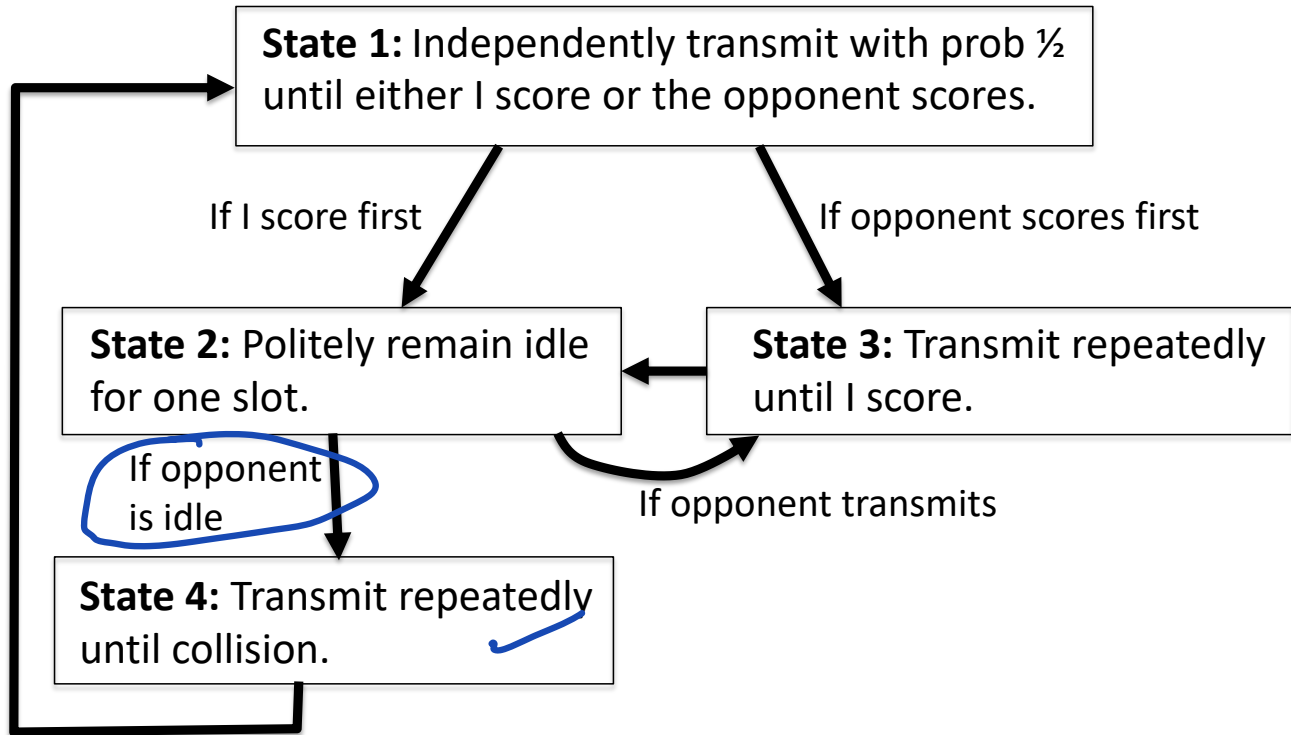 State 1: Independently transmit with prob ½
until either I score or the opponent scores.
If I score first
If opponent scores first
State 2: Politely remain idle
for one slot.
State 3: Transmit repeatedly
until I score.
If opponent
is idle
If opponent transmits
State 4: Transmit repeatedly
until collision.